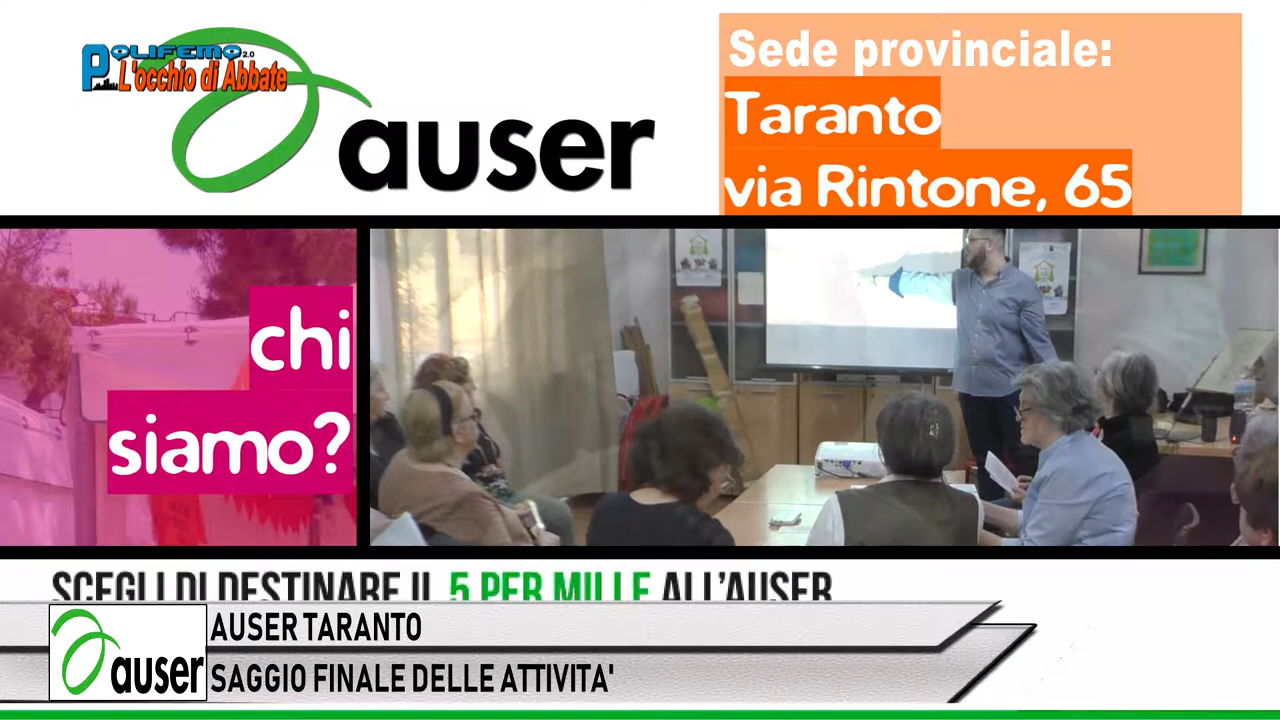 POLIFEMO 2.0
L'occhio di Abbate
auser
Sede provinciale:
Taranto
via Rintone, 65
chi
siamo?
SCEGLI DI DESTINARE IL 5 PER MILLE ALL'AUSER
auser
AUSER TARANTO
SAGGIO FINALE DELLE ATTIVITA'